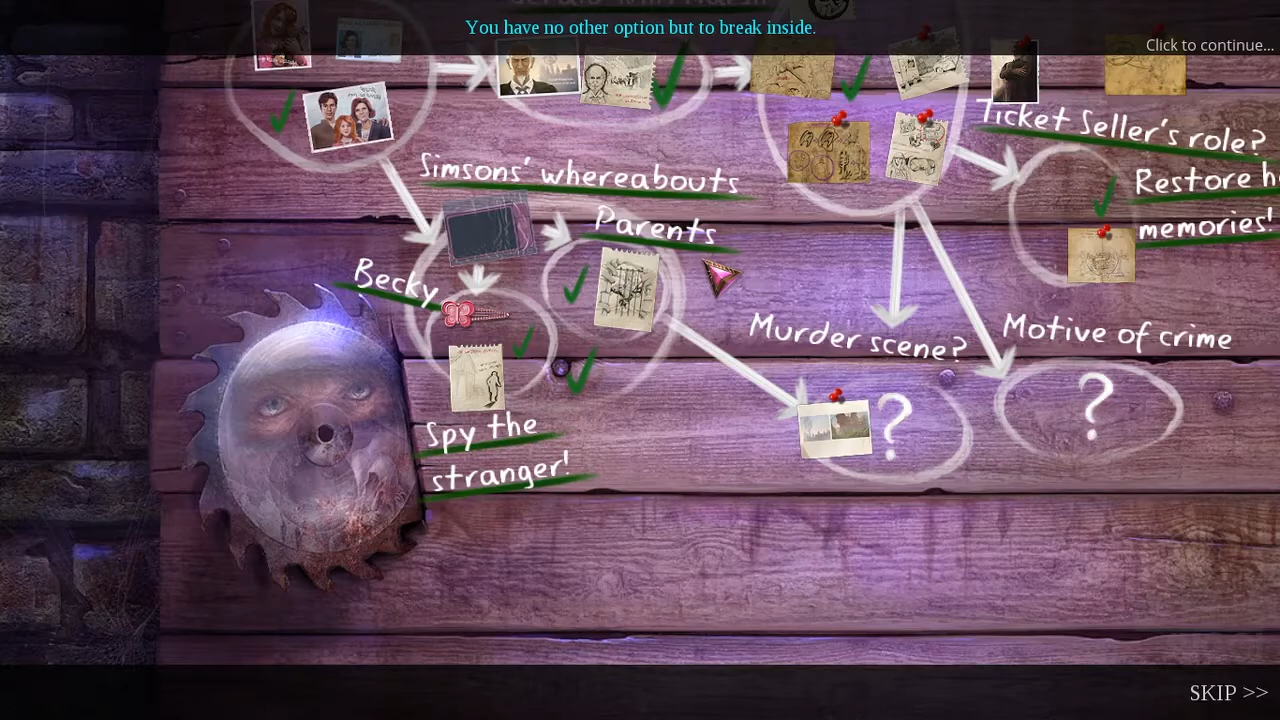 You have no other option but to break inside.
Click to continue...
Ticket Seller's role?
Simsons' whereabouts
Restore h
memories!
Parents
Becky
Murder scene?
Motive of crime
?
?
Spy the
stranger!
SKIP >>